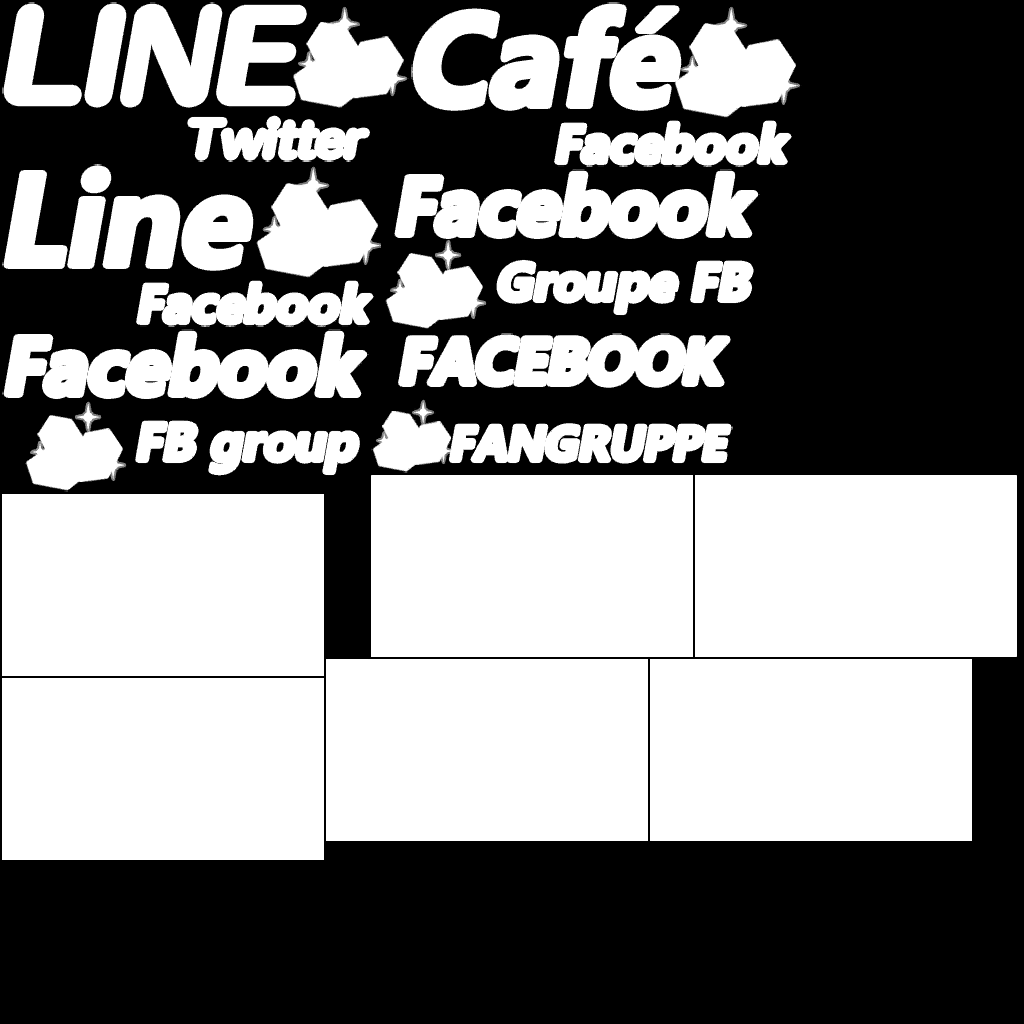 LINE
Twitter
Café
Facebook
Line
Facebook
Facebook
Groupe FB
Facebook
FB group
FACEBOOK
FANGRUPPE